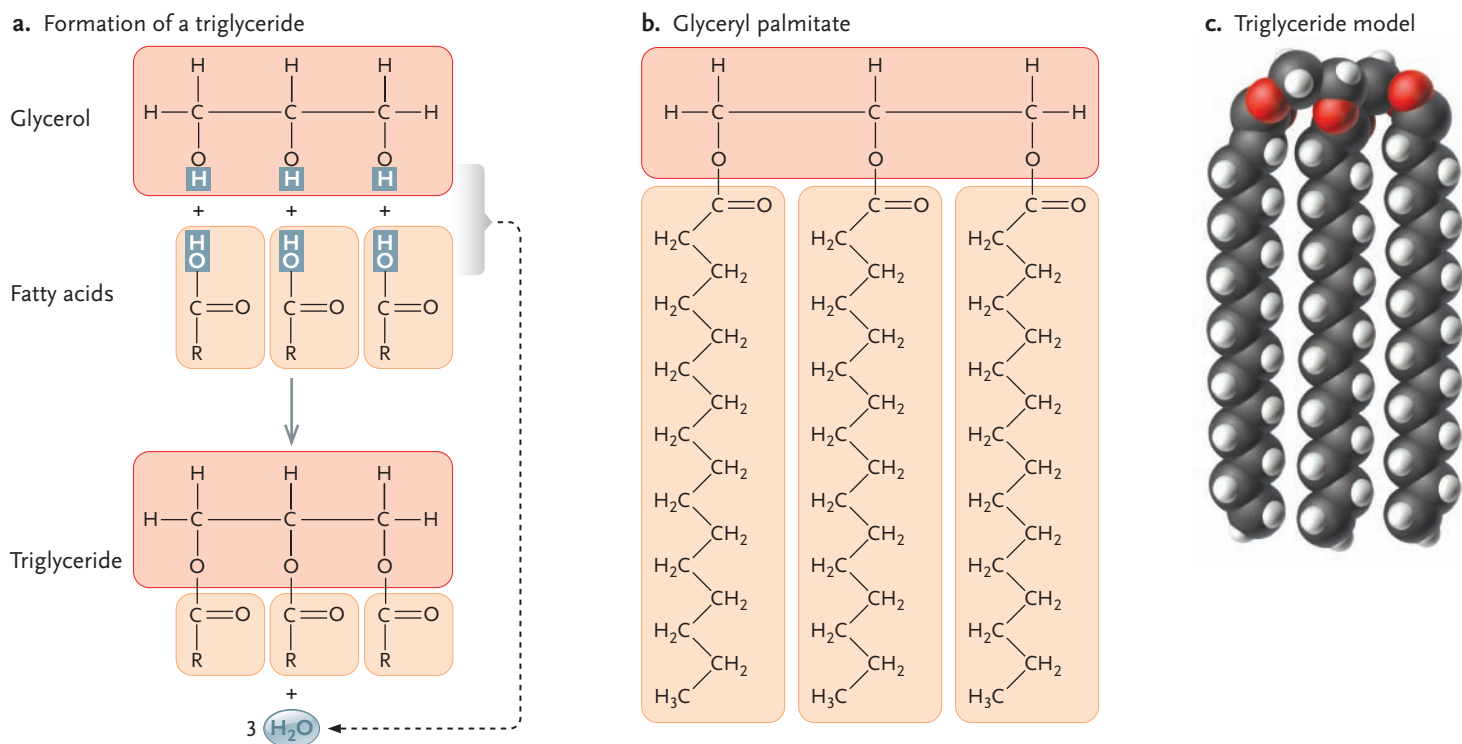 a. Formation of a triglyceride
Glycerol
H H H
H C C C H
O O O
H H H
+ + +
Fatty acids
H H H
O O O
C O C O C O
R R R
Triglyceride
H H H
H C C C H
O O O
C O C O C O
R R R
+
3 H₂O
b. Glyceryl palmitate
H H H
H C C C H
O O O
C O C O C O
H₂C H₂C H₂C
CH₂ CH₂ CH₂
H₂C H₂C H₂C
CH₂ CH₂ CH₂
H₂C H₂C H₂C
CH₂ CH₂ CH₂
H₂C H₂C H₂C
CH₂ CH₂ CH₂
H₂C H₂C H₂C
CH₂ CH₂ CH₂
H₂C H₂C H₂C
CH₂ CH₂ CH₂
H₂C H₂C H₂C
CH₂ CH₂ CH₂
H₃C H₃C H₃C
c. Triglyceride model